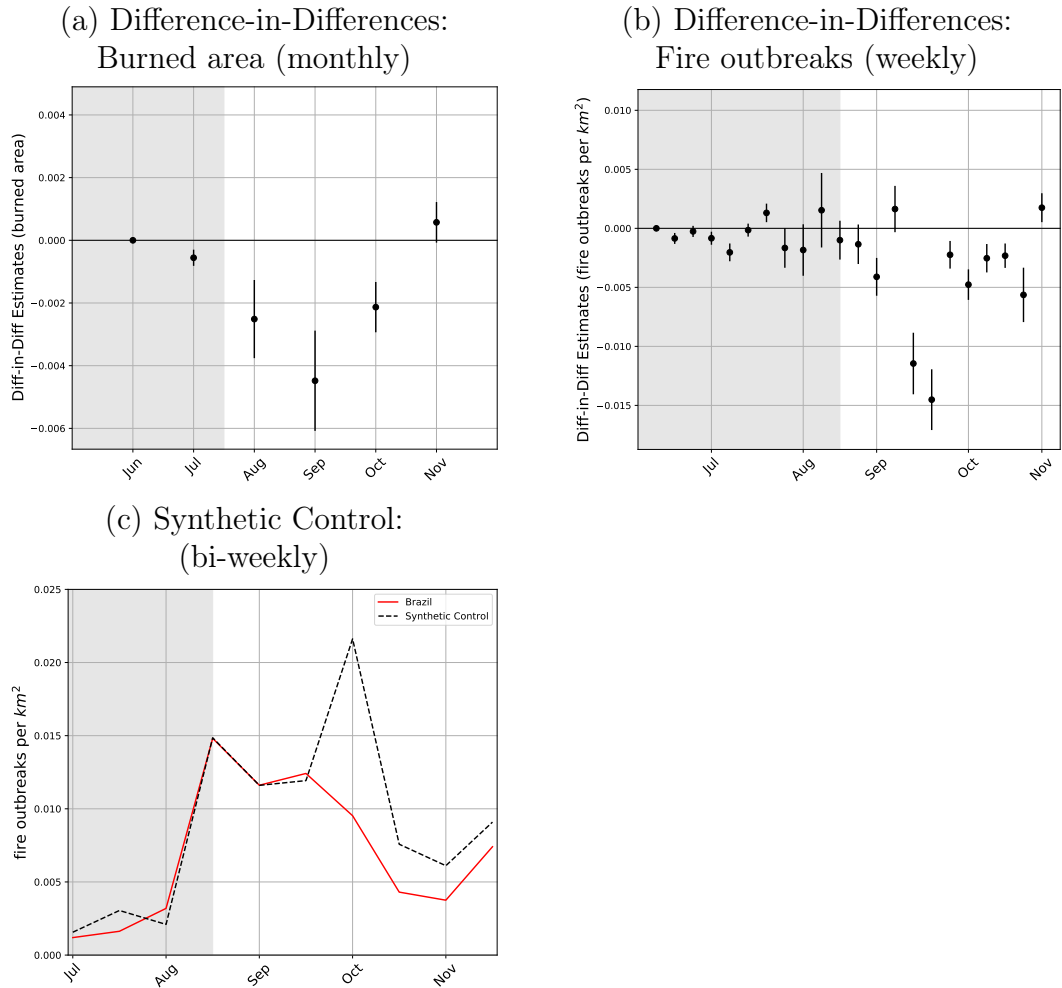 (a) Difference-in-Differences:
Burned area (monthly)
Diff-in-Diff Estimates (burned area)
0.004
0.002
0.000
−0.002
−0.004
−0.006
Jun
Jul
Aug
Sep
Oct
Nov
(b) Difference-in-Differences:
Fire outbreaks (weekly)
Diff-in-Diff Estimates (fire outbreaks per km²)
0.010
0.005
0.000
−0.005
−0.010
−0.015
Jul
Aug
Sep
Oct
Nov
(c) Synthetic Control:
(bi-weekly)
fire outbreaks per km²
0.025
0.020
0.015
0.010
0.005
0.000
Brazil
Synthetic Control
Jul
Aug
Sep
Oct
Nov